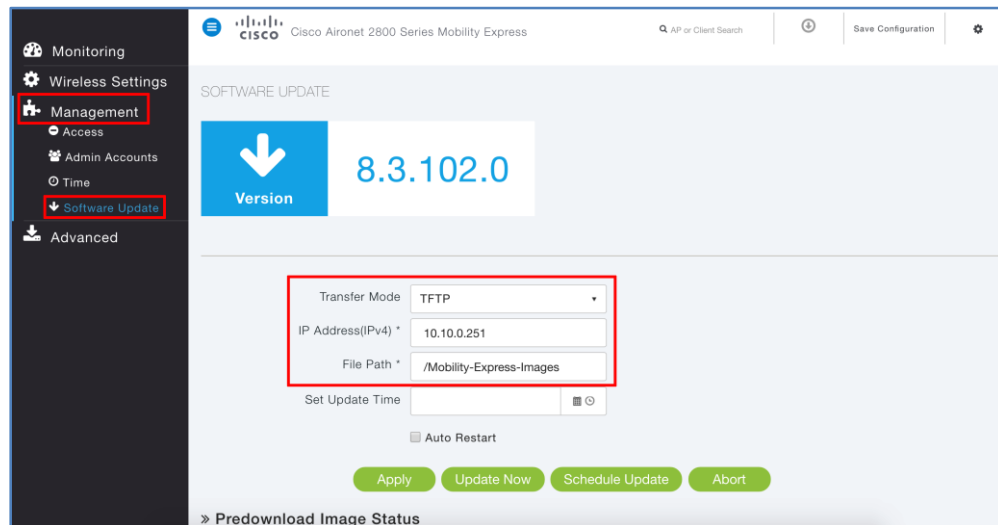 CISCO Cisco Aironet 2800 Series Mobility Express
AP or Client Search
Save Configuration
Monitoring
Wireless Settings
Management
Access
Admin Accounts
Time
Software Update
Advanced
SOFTWARE UPDATE
Version
8.3.102.0
Transfer Mode TFTP
IP Address(IPv4) * 10.10.0.251
File Path * /Mobility-Express-Images
Set Update Time
Auto Restart
Apply Update Now Schedule Update Abort
» Predownload Image Status